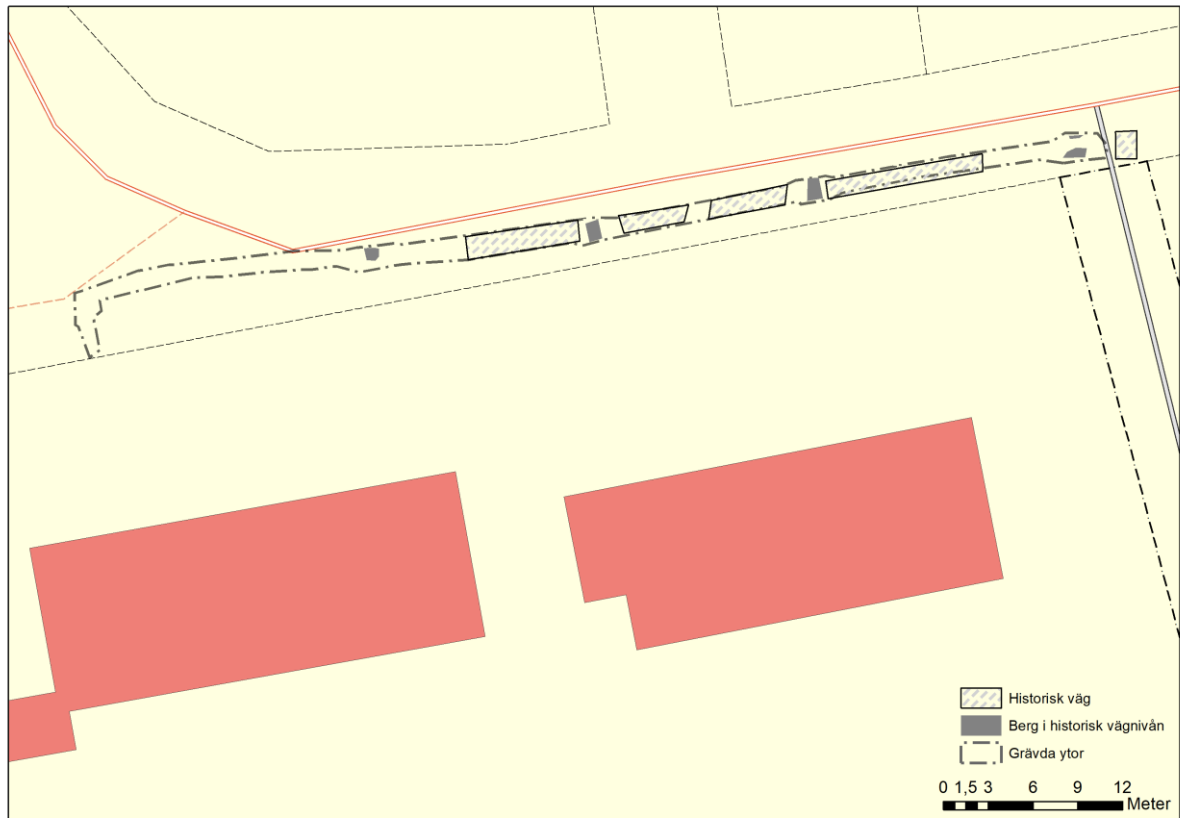 Historisk väg
Berg i historisk vägnivån
Grävda ytor
0 1,5 3 6 9 12
Meter